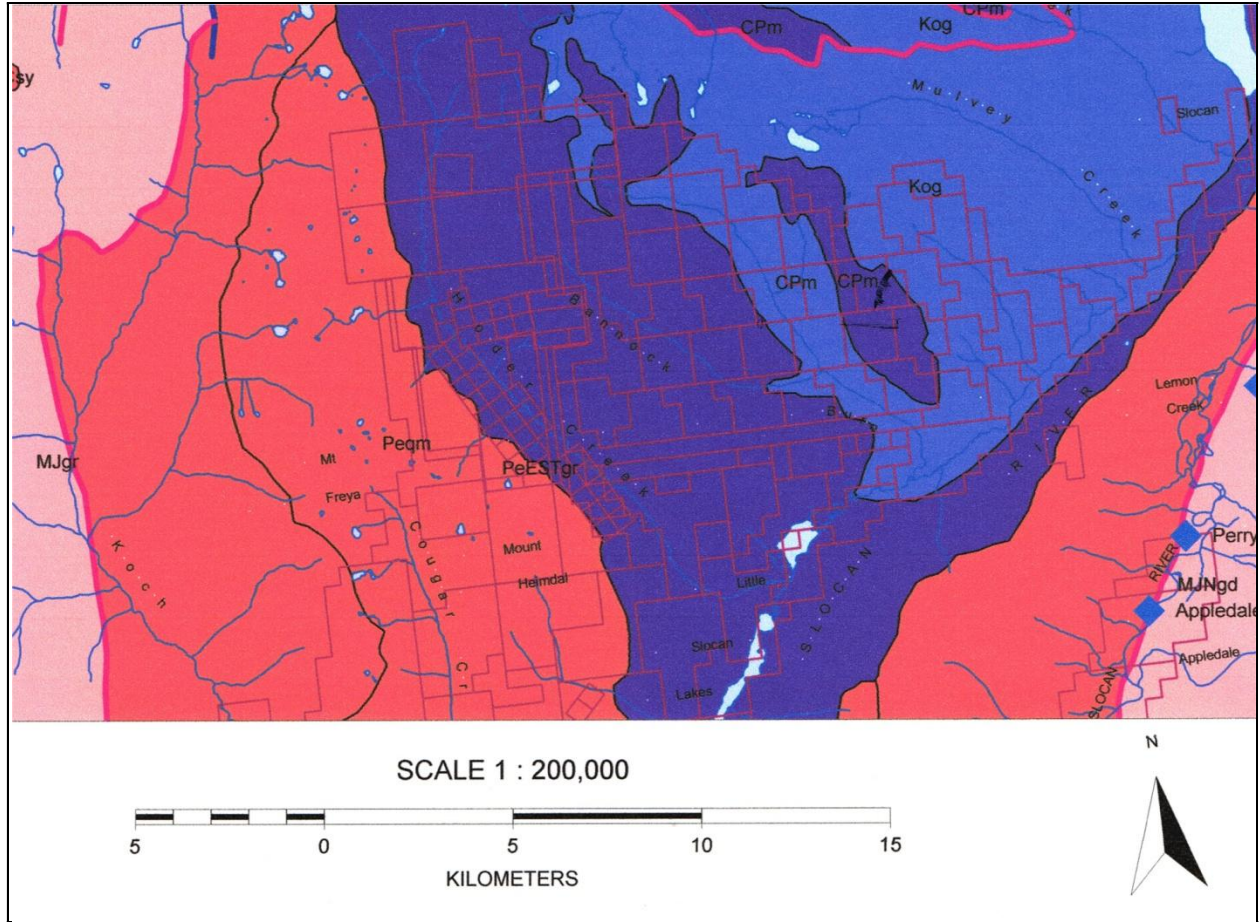 CPm
CPm
Kog
sy
Mulvey
Creek
Slocan
Kog
CPm
CPm
Hoder
Creek
Bannock
Lemon
Creek
Peqm
PeESTgr
MJgr
Mt
Freya
Koch
Cougar
Cr
Mount
Heimdal
Little
Slocan
Lakes
SLOCAN
RIVER
Perry
RIVER
MJNgd
Appledale
Appledale
SLOCAN
SCALE 1 : 200,000
5 0 5 10 15
KILOMETERS
N